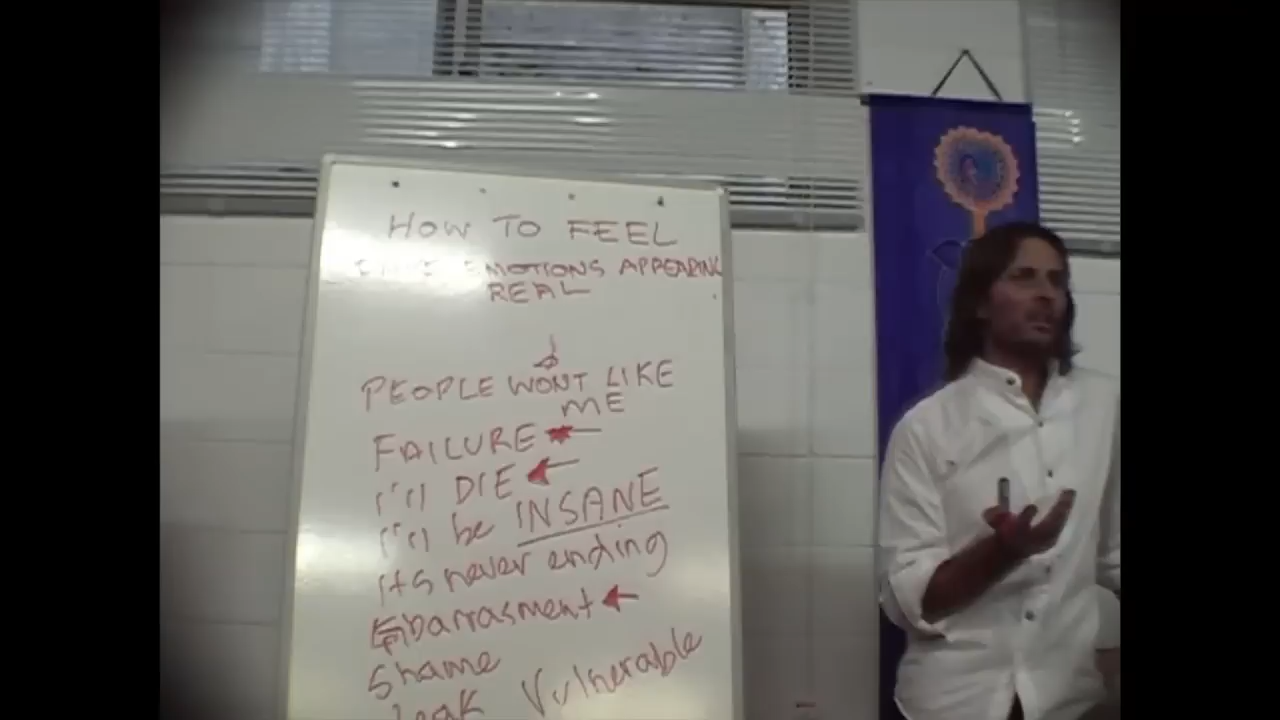 HOW TO FEEL
EMOTIONS APPEARING
REAL
PEOPLE WONT LIKE
ME
FAILURE
I'll DIE
I'll be INSANE
Its never ending
Embarrasment
Shame
Vulnerable